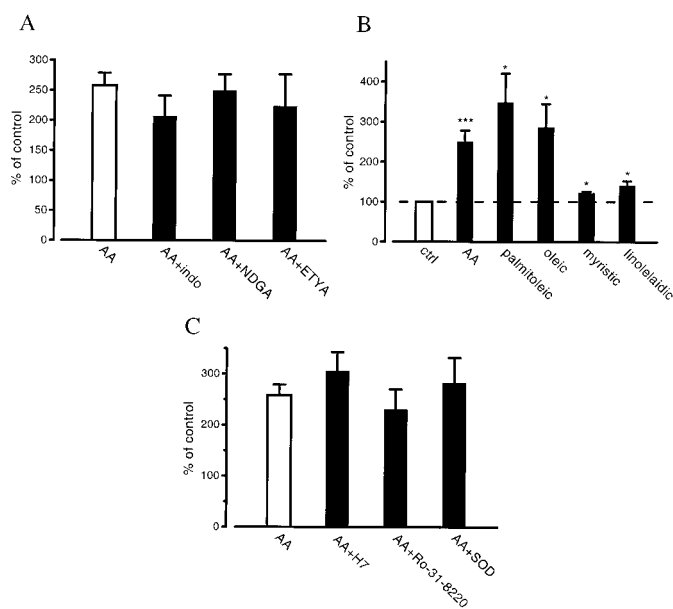 A
% of control
300
250
200
150
100
50
0
AA
AA+indo
AA+NDGA
AA+ETYA
B
% of control
400
300
200
100
0
***
*
*
*
*
ctrl
AA
palmitoleic
oleic
myristic
linolelaidic
C
% of control
300
200
100
0
AA
AA+H7
AA+Ro-31-8220
AA+SOD